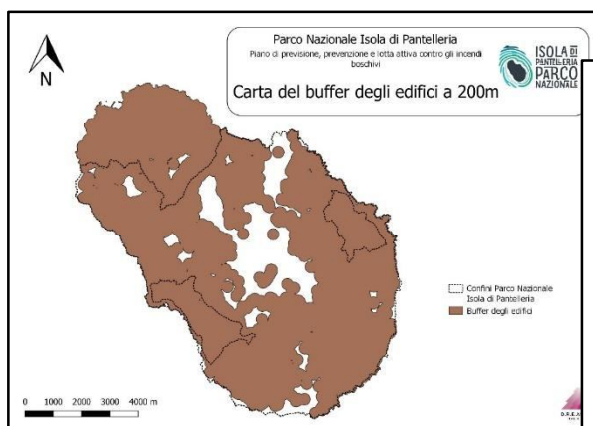 Parco Nazionale Isola di Pantelleria
Piano di previsione, prevenzione e lotta attiva contro gli incendi
boschivi
Carta del buffer degli edifici a 200m
ISOLA DI
PANTELLERIA
PARCO
NAZIONALE
N
Confini Parco Nazionale
Isola di Pantelleria
Buffer degli edifici
0 1000 2000 3000 4000 m